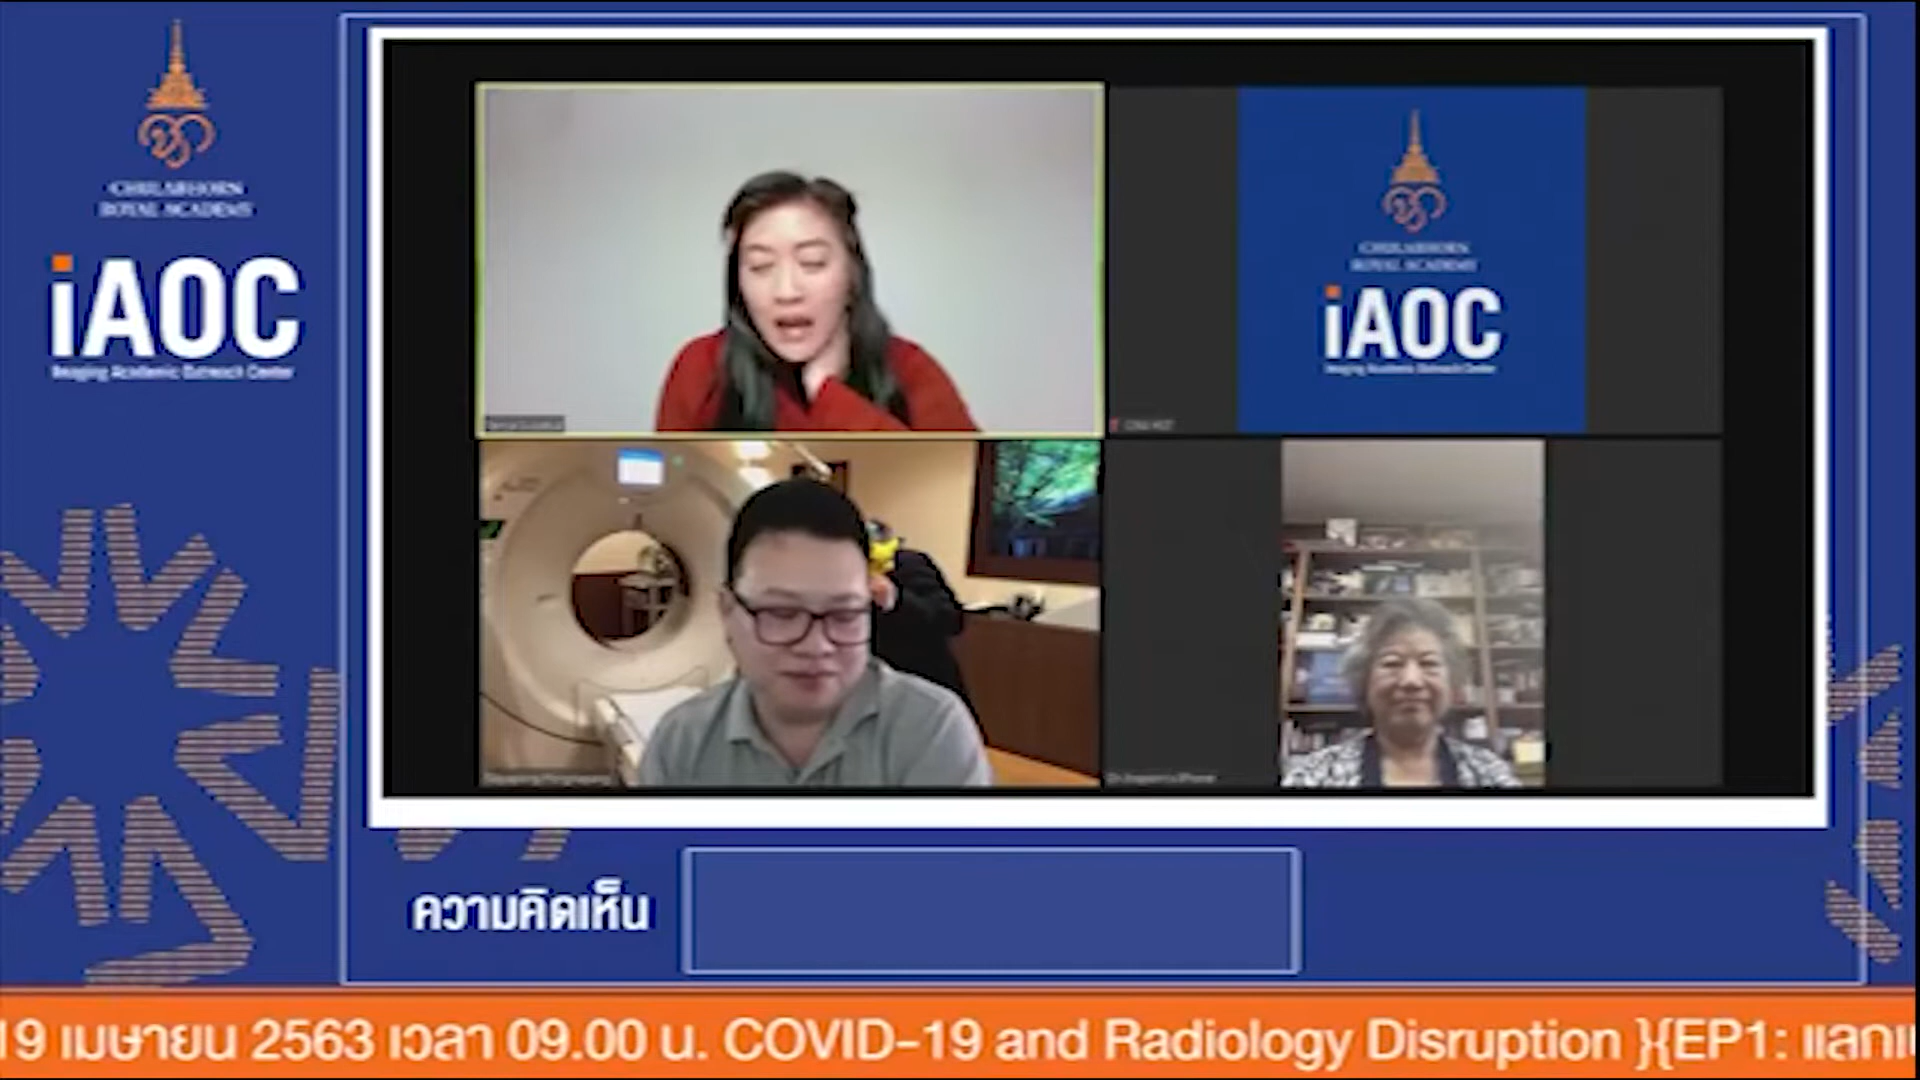 CHULABHORN
ROYAL ACADEMY
iAOC
Imaging Academic Outreach Center
CHULABHORN
ROYAL ACADEMY
iAOC
Imaging Academic Outreach Center
ความคิดเห็น
19 เมษายน 2563 เวลา 09.00 น. COVID-19 and Radiology Disruption }{EP1: แลกเ